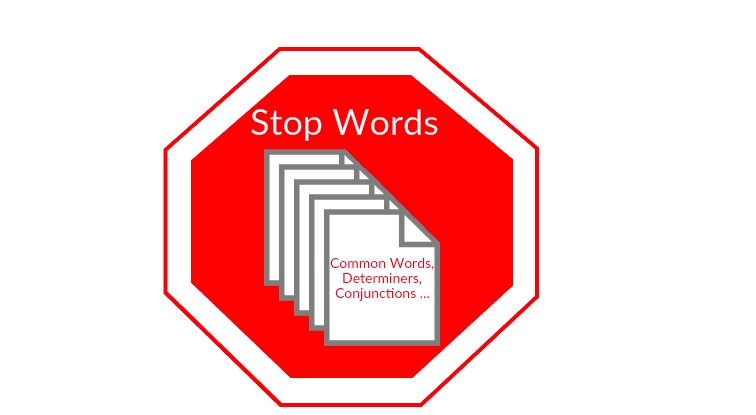 Stop Words
Common Words,
Determiners,
Conjunctions ...